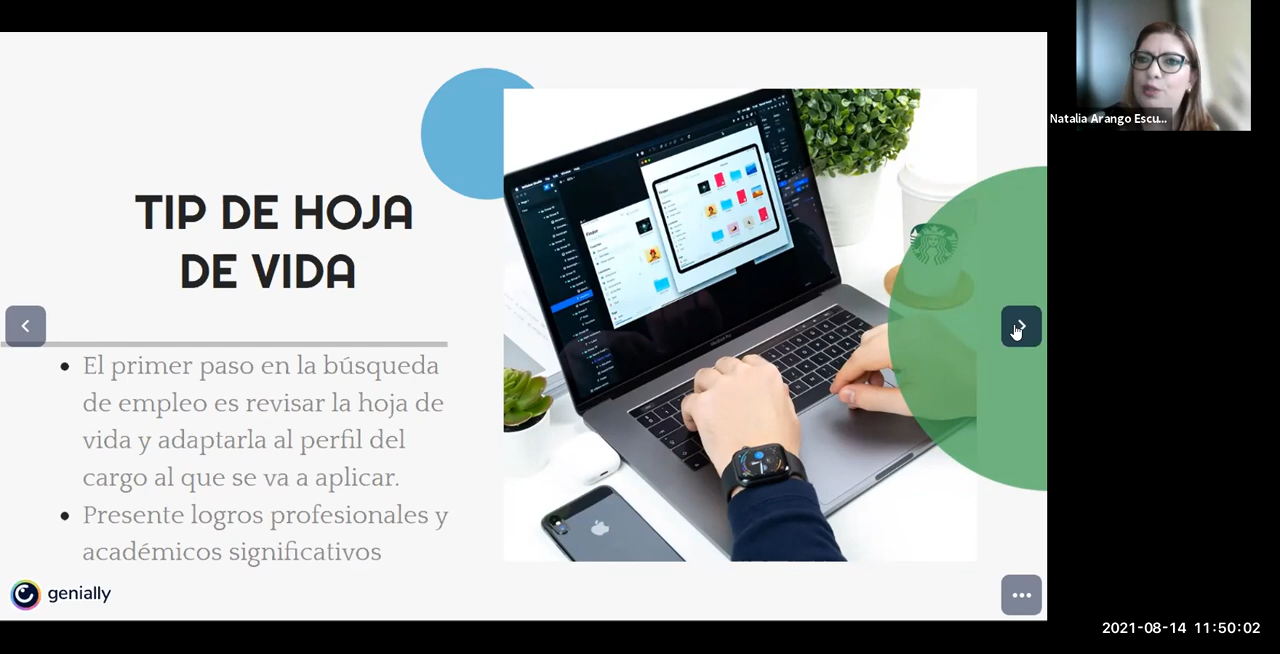 TIP DE HOJA
DE VIDA
El primer paso en la búsqueda
de empleo es revisar la hoja de
vida y adaptarla al perfil del
cargo al que se va a aplicar.
Presente logros profesionales y
académicos significativos
genially
Natalia Arango Escu...
2021-08-14 11:50:02